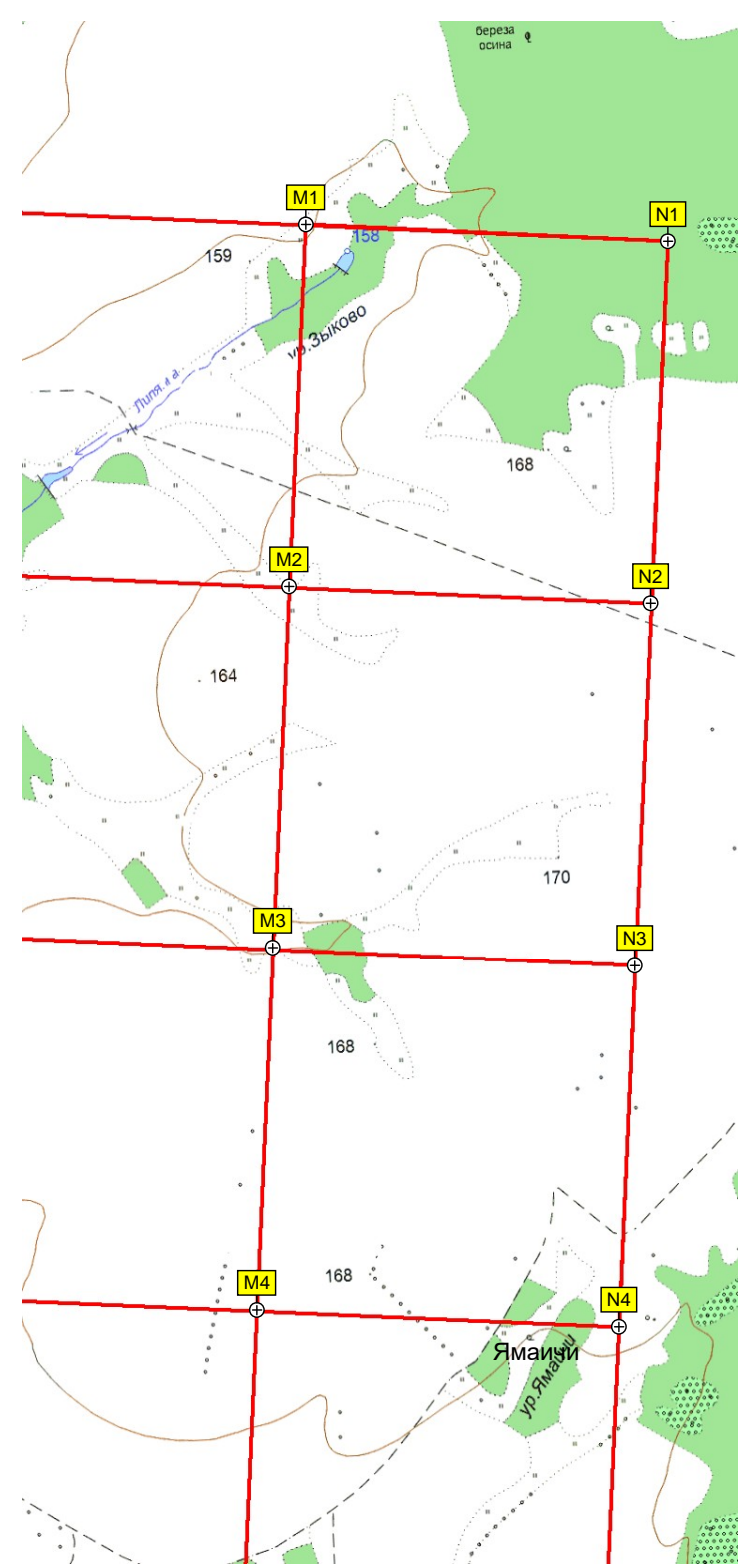 береза
осина
M1
N1
158
159
ур.Зыково
168
M2
N2
164
170
M3
N3
168
M4
168
N4
Ямаичи
ур.Ямаичи